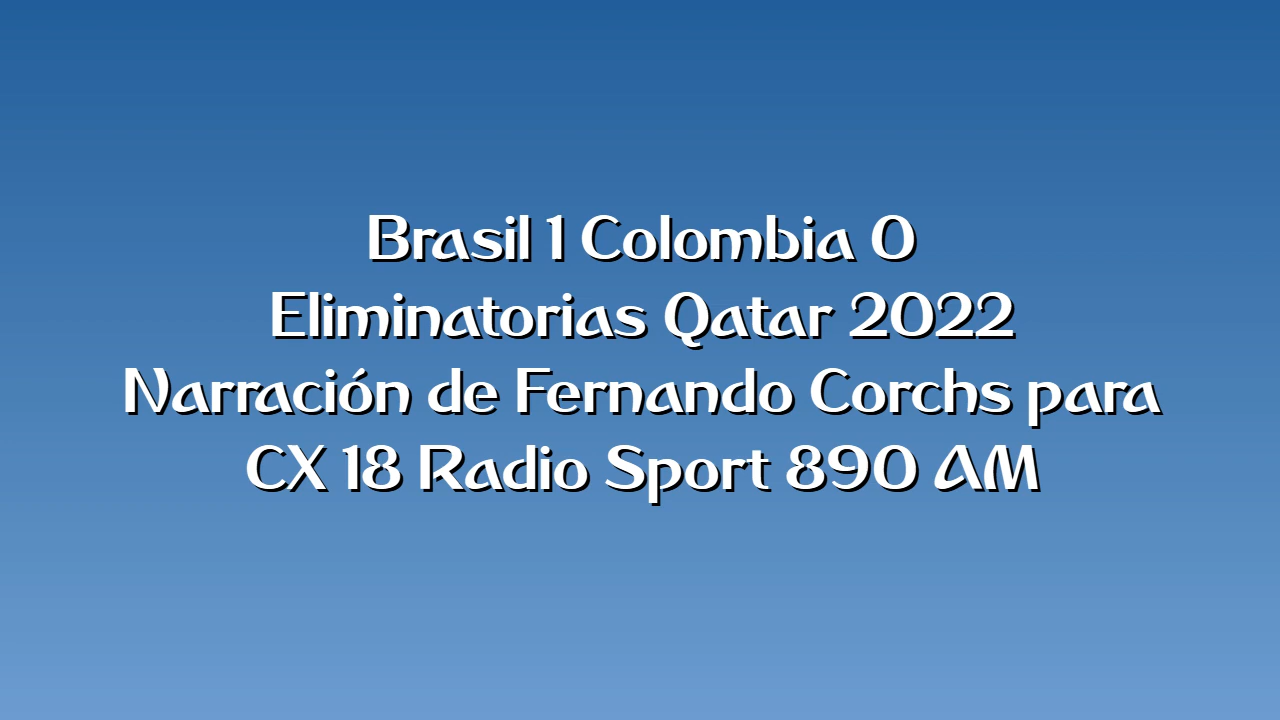 Brasil 1 Colombia 0
Eliminatorias Qatar 2022
Narración de Fernando Corchs para
CX 18 Radio Sport 890 AM